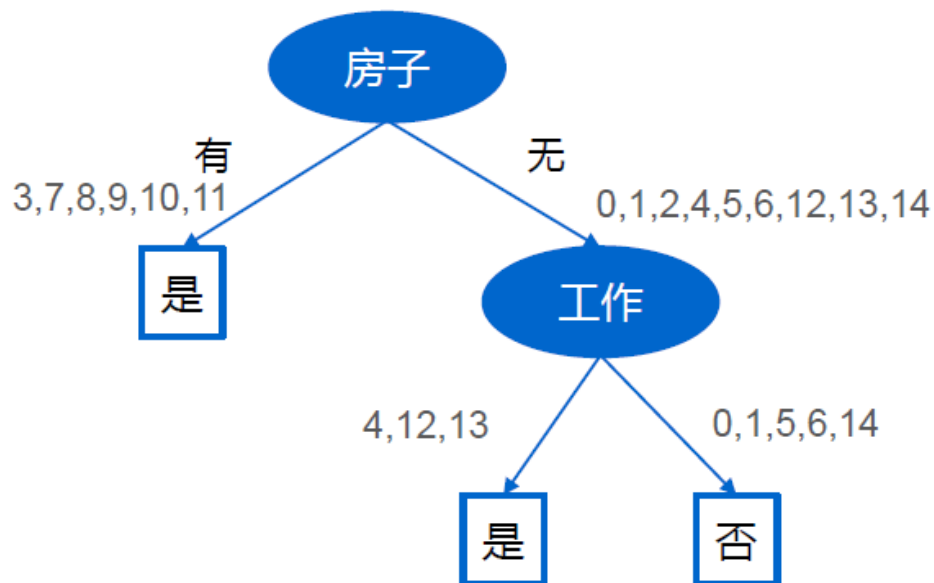 房子
有
无
3,7,8,9,10,11
0,1,2,4,5,6,12,13,14
是
工作
4,12,13
0,1,5,6,14
是
否